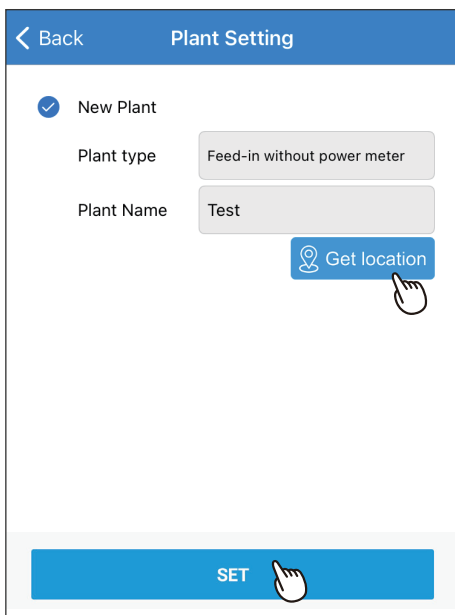 Back
Plant Setting
New Plant
Plant type
Feed-in without power meter
Plant Name
Test
Get location
SET